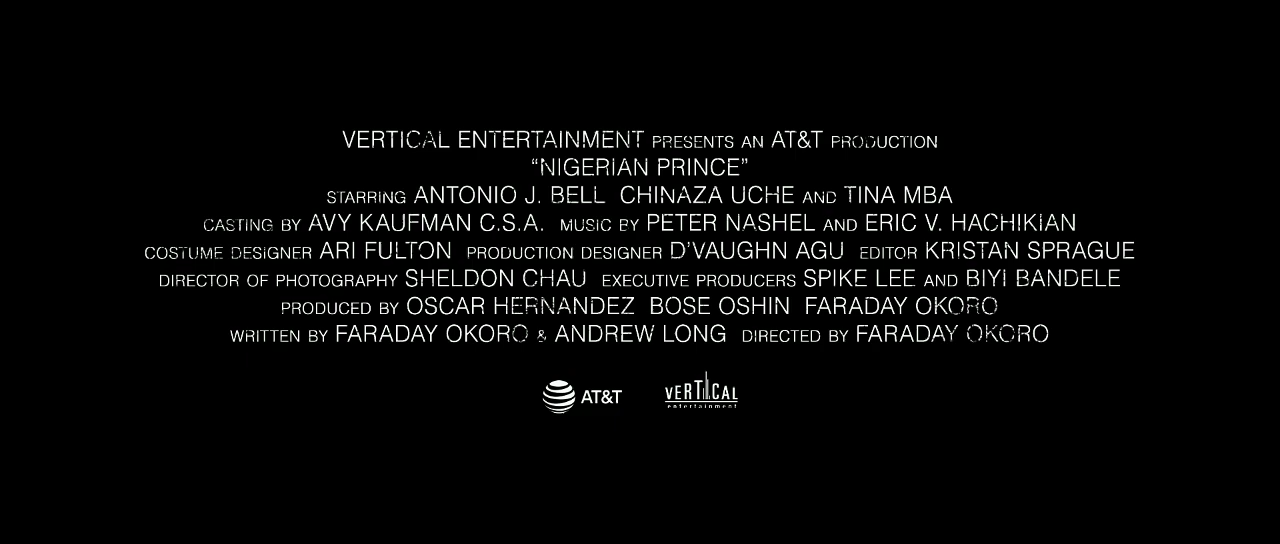 VERTICAL ENTERTAINMENT PRESENTS AN AT&T PRODUCTION
“NIGERIAN PRINCE”
STARRING ANTONIO J. BELL CHINAZA UCHE AND TINA MBA
CASTING BY AVY KAUFMAN C.S.A. MUSIC BY PETER NASHEL AND ERIC V. HACHIKIAN
COSTUME DESIGNER ARI FULTON PRODUCTION DESIGNER D’VAUGHN AGU EDITOR KRISTAN SPRAGUE
DIRECTOR OF PHOTOGRAPHY SHELDON CHAU EXECUTIVE PRODUCERS SPIKE LEE AND BIYI BANDELE
PRODUCED BY OSCAR HERNANDEZ BOSE OSHIN FARADAY OKORO
WRITTEN BY FARADAY OKORO & ANDREW LONG DIRECTED BY FARADAY OKORO
AT&T VERTICAL
entertainment